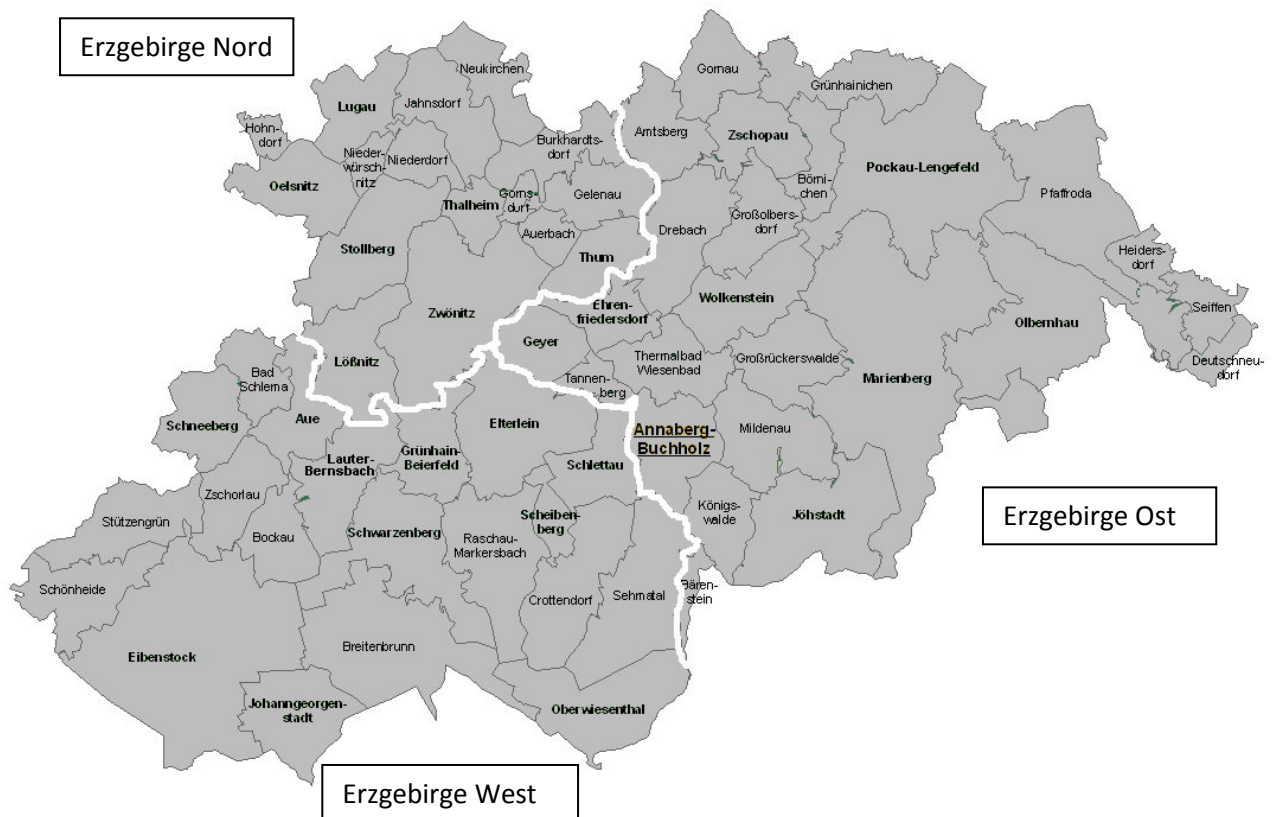 Erzgebirge Nord
Neukirchen
Gornau
Grünhainichen
Lugau
Jahnsdorf
Hohn-
dorf
Burkhardts-
dorf
Amtsberg
Zschopau
Nieder-
würsch-
nitz
Niederdorf
Oelsnitz
Thalheim
Gorns-
dorf
Gelenau
Börni-
chen
Pockau-Lengefeld
Pfaffroda
Auerbach
Drebach
Großolbers-
dorf
Stollberg
Thum
Heiders-
dorf
Zwönitz
Ehren-
friedersdorf
Wolkenstein
Seiffen
Olbernhau
Geyer
Lößnitz
Thermalbad
Wiesenbad
Großrückerswalde
Deutschneu-
dorf
Bad
Schlema
Marienberg
Tannen-
berg
Schneeberg
Aue
Elterlein
Annaberg-
Buchholz
Mildenau
Lauter-
Bernsbach
Grünhain-
Beierfeld
Schlettau
Zschorlau
Stützengrün
Bockau
Schwarzenberg
Raschau-
Markersbach
Scheiben-
berg
Königs-
walde
Jöhstadt
Erzgebirge Ost
Schönheide
Crottendorf
Sehmatal
Bären-
stein
Eibenstock
Breitenbrunn
Johanngeorgen-
stadt
Oberwiesenthal
Erzgebirge West